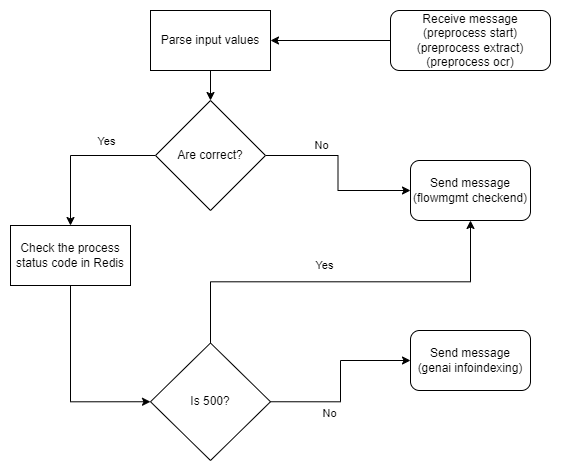 Receive message
(preprocess start)
(preprocess extract)
(preprocess ocr)
Parse input values
Are correct?
Yes
No
Send message
(flowmgmt checkend)
Check the process
status code in Redis
Yes
Is 500?
No
Send message
(genai infoindexing)